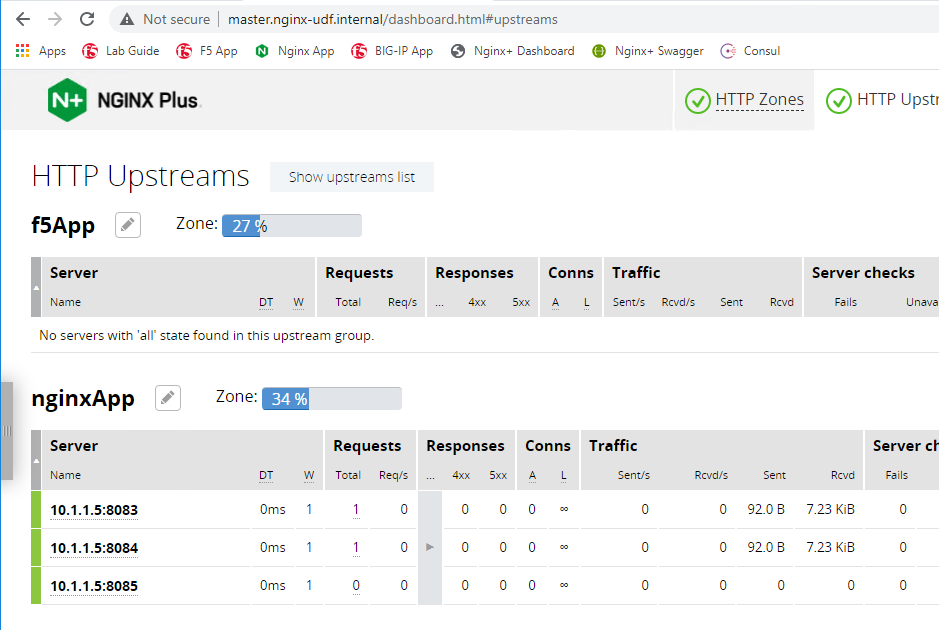 Not secure | master.nginx-udf.internal/dashboard.html#upstreams
Apps Lab Guide F5 App Nginx App BIG-IP App Nginx+ Dashboard Nginx+ Swagger Consul
N+ NGINX Plus HTTP Zones HTTP Upstr
HTTP Upstreams Show upstreams list
f5App Zone: 27 %
Server Requests Responses Conns Traffic Server checks
Name DT W Total Req/s ... 4xx 5xx A L Sent/s Rcvd/s Sent Rcvd Fails Unava
No servers with 'all' state found in this upstream group.
nginxApp Zone: 34 %
Server Requests Responses Conns Traffic Server ch
Name DT W Total Req/s ... 4xx 5xx A L Sent/s Rcvd/s Sent Rcvd Fails
10.1.1.5:8083 0ms 1 1 0 0 0 0 ∞ 0 0 92.0 B 7.23 KiB 0
10.1.1.5:8084 0ms 1 1 0 0 0 0 ∞ 0 0 92.0 B 7.23 KiB 0
10.1.1.5:8085 0ms 1 0 0 0 0 0 ∞ 0 0 0 0 0